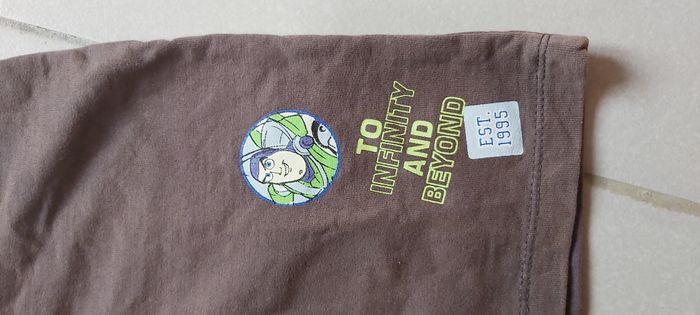 TO
INFINITY
AND
BEYOND
EST.
1995